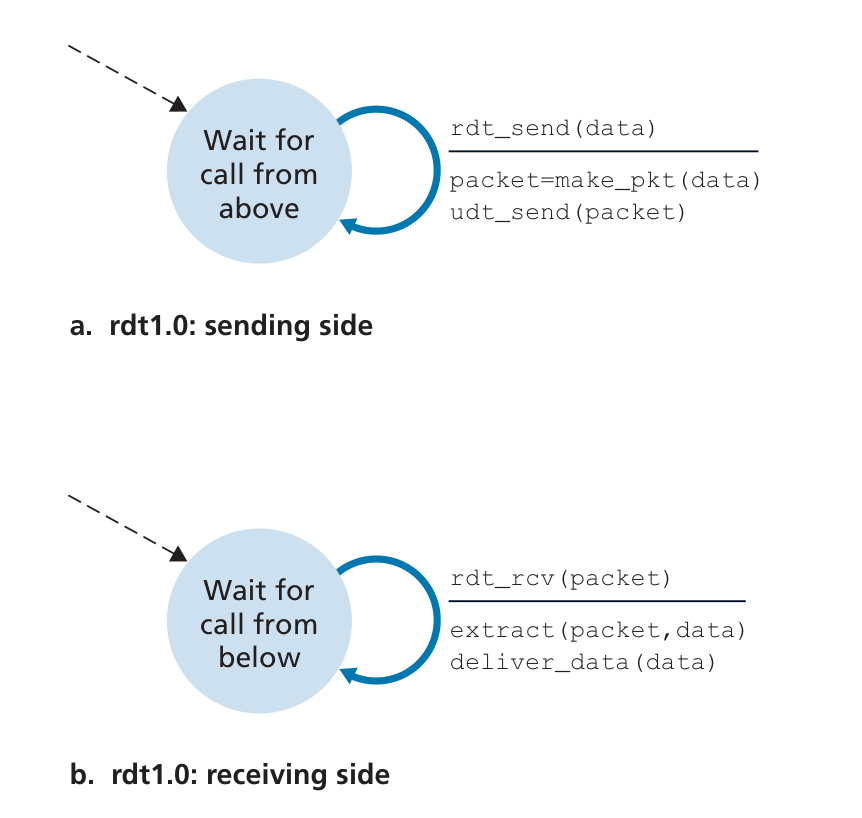 Wait for
call from
above
rdt_send(data)
packet=make_pkt(data)
udt_send(packet)
a. rdt1.0: sending side
Wait for
call from
below
rdt_rcv(packet)
extract(packet,data)
deliver_data(data)
b. rdt1.0: receiving side